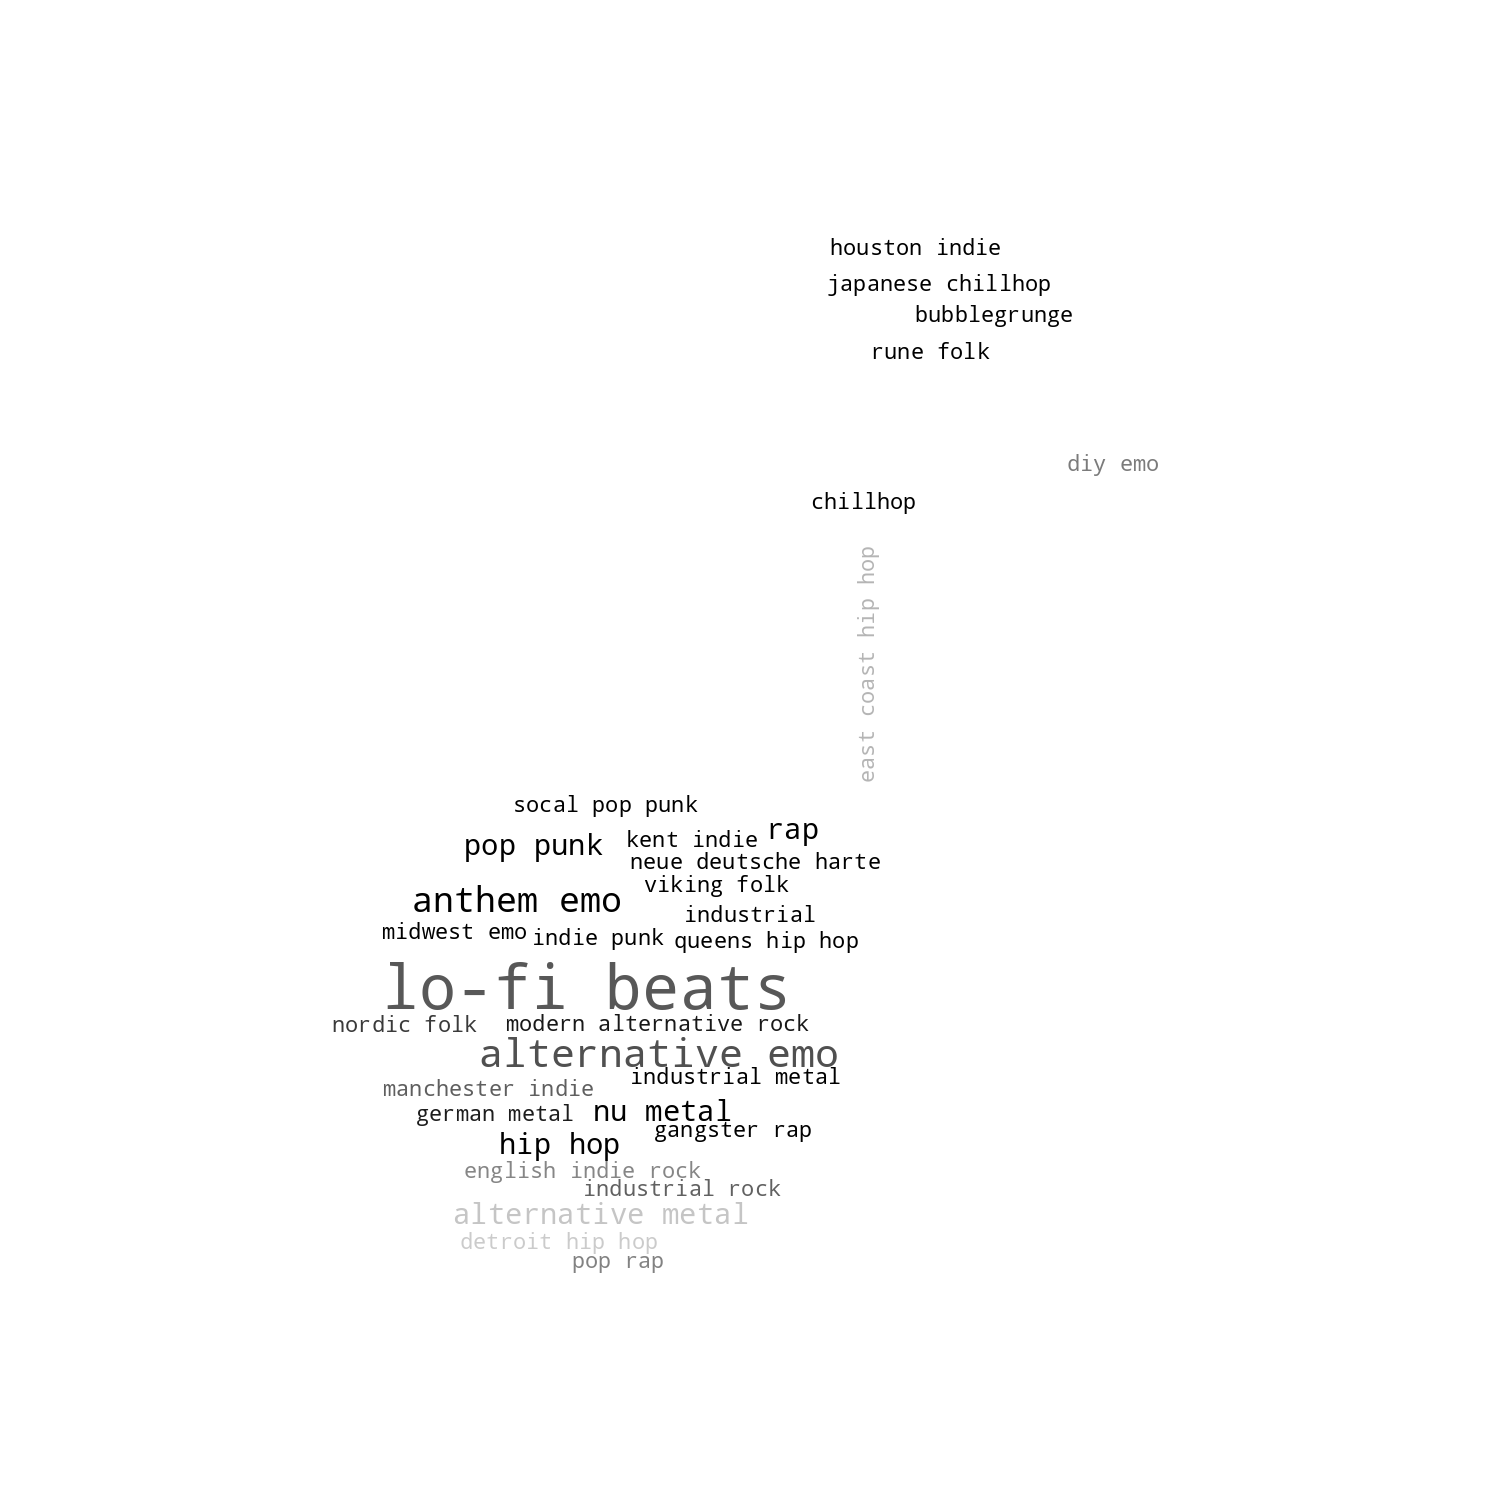 houston indie
japanese chillhop
bubblegrunge
rune folk
diy emo
chillhop
east coast hip hop
socal pop punk
rap
pop punk
kent indie
neue deutsche harte
viking folk
anthem emo
industrial
midwest emo
indie punk
queens hip hop
lo-fi beats
nordic folk
modern alternative rock
alternative emo
industrial metal
manchester indie
german metal
nu metal
gangster rap
hip hop
english indie rock
industrial rock
alternative metal
detroit hip hop
pop rap